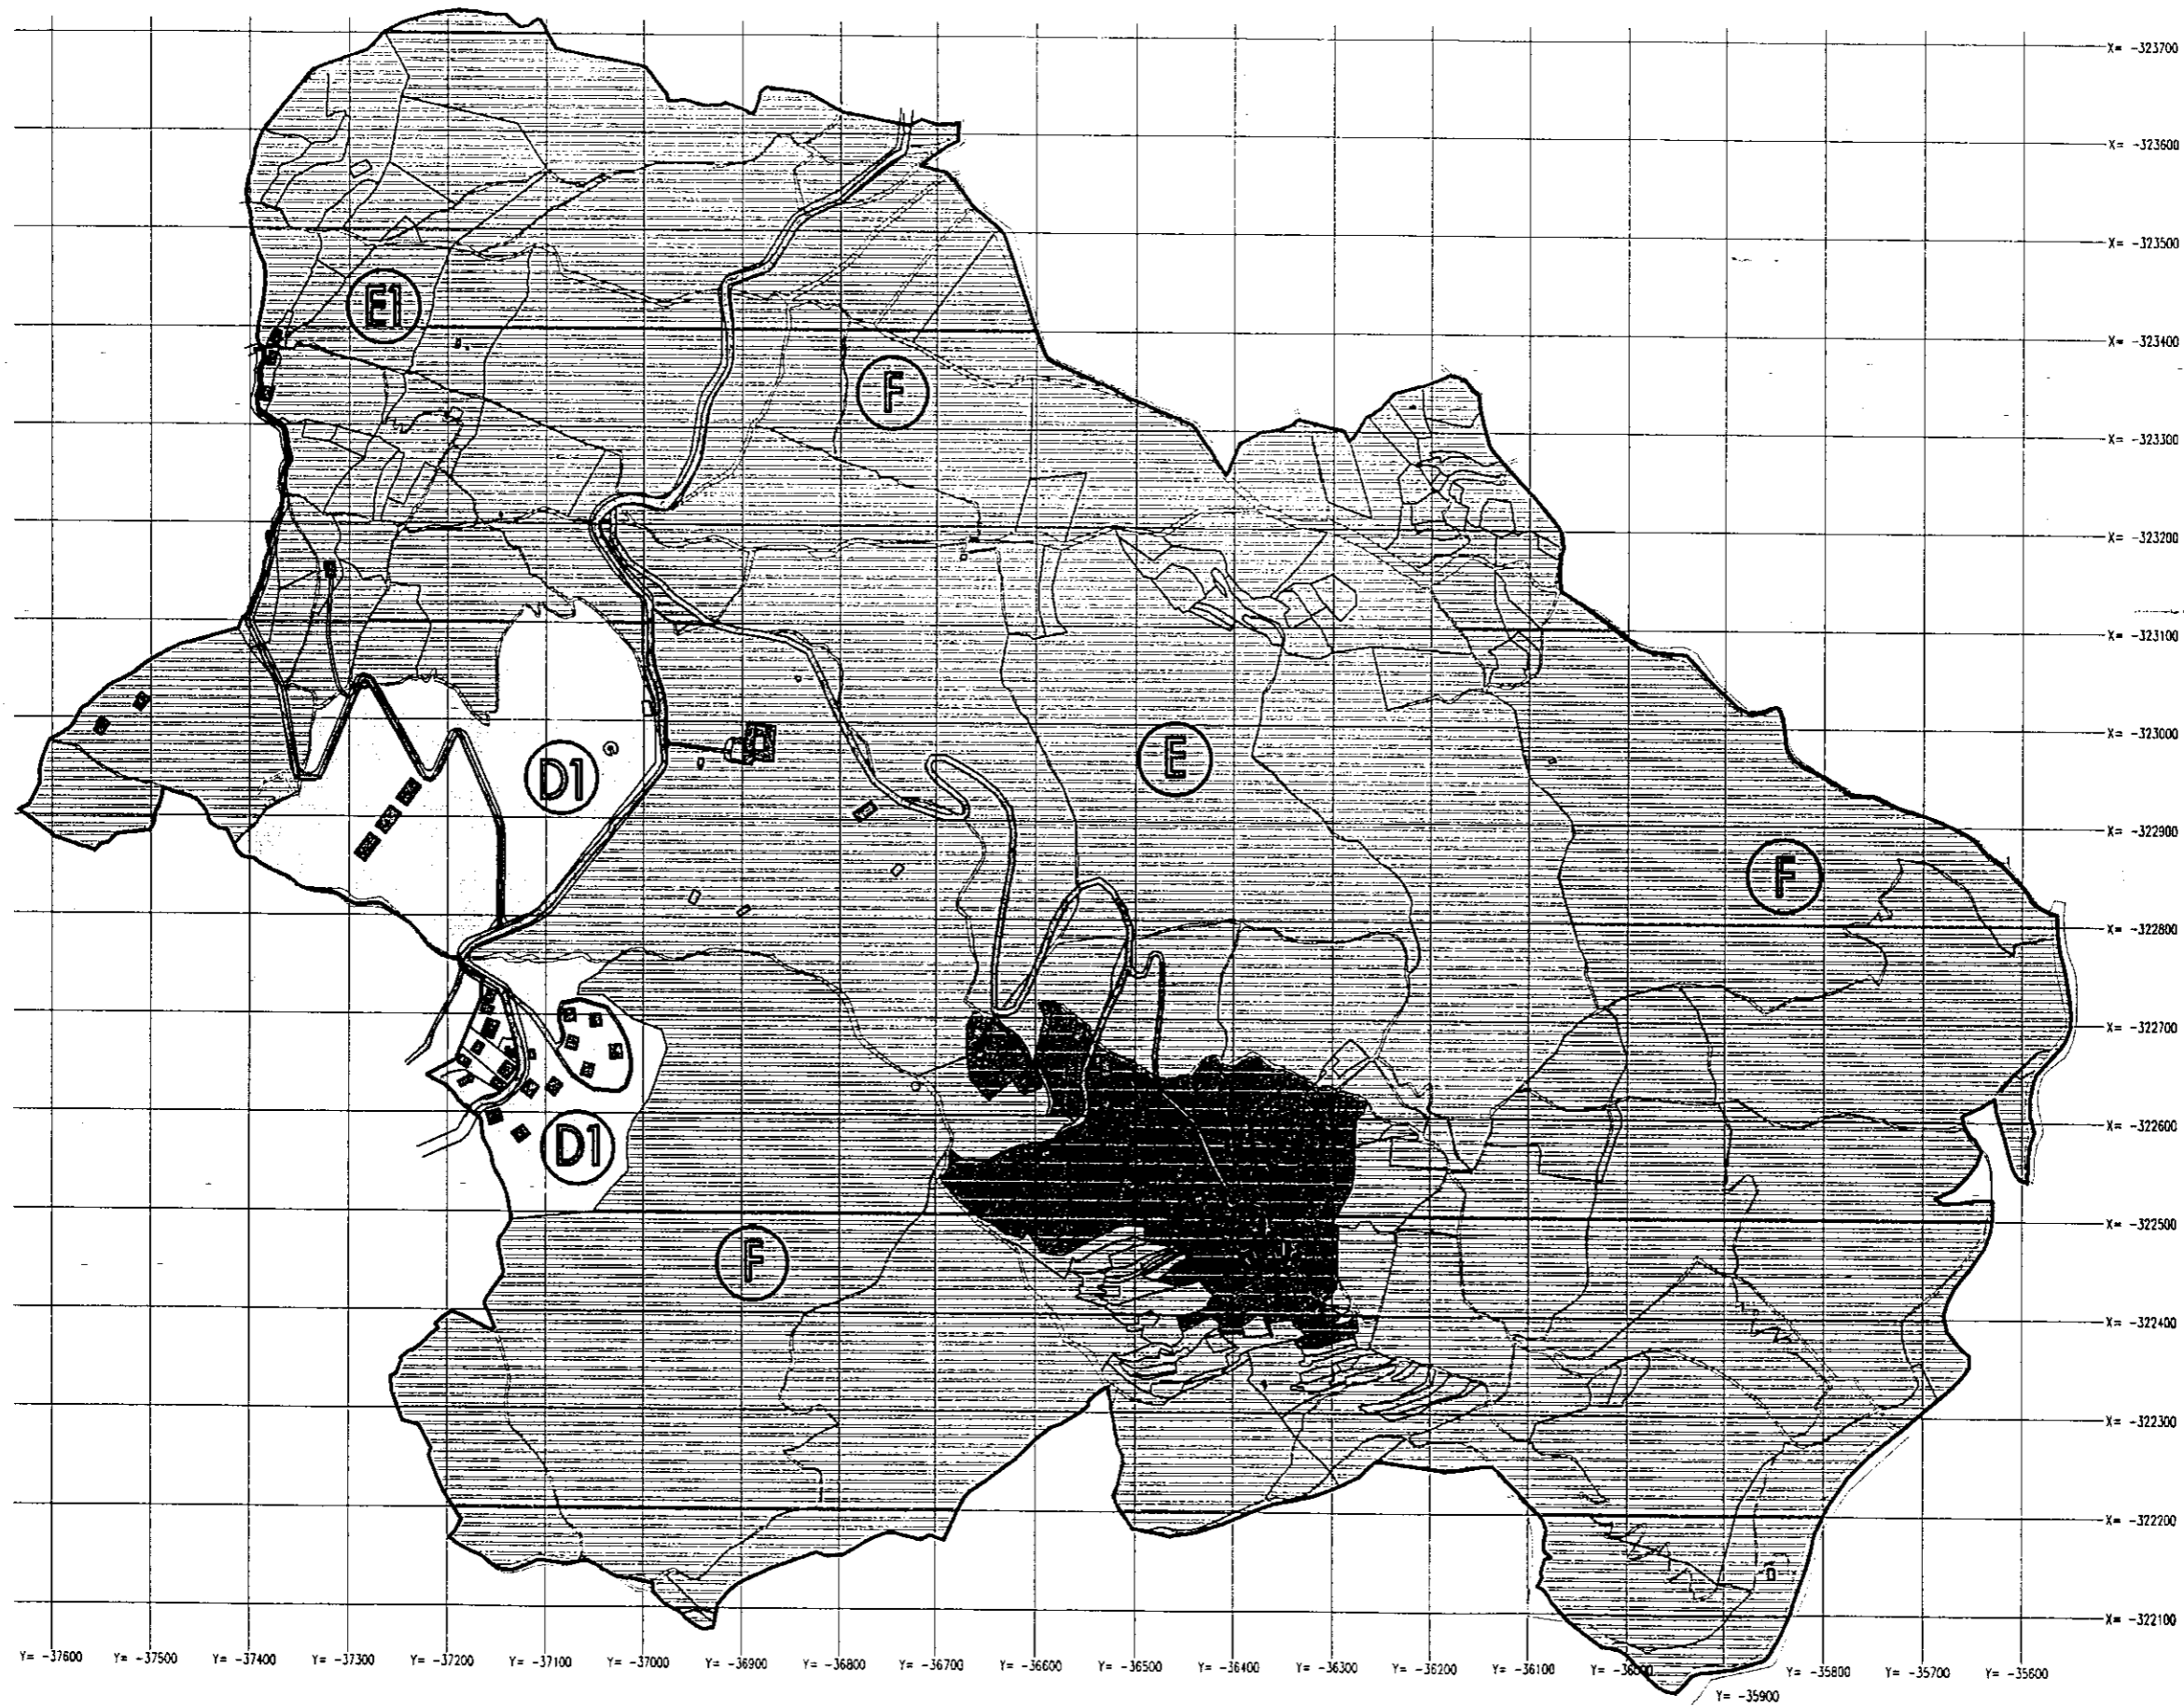 X= -323700
X= -323600
X= -323500
E1
X= -323400
F
X= -323300
X= -323200
X= -323100
X= -323000
E
D1
X= -322900
F
X= -322800
X= -322700
X= -322600
D1
X= -322500
F
X= -322400
X= -322300
X= -322200
X= -322100
Y= -37600 Y= -37500 Y= -37400 Y= -37300 Y= -37200 Y= -37100 Y= -37000 Y= -36900 Y= -36800 Y= -36700 Y= -36600 Y= -36500 Y= -36400 Y= -36300 Y= -36200 Y= -36100 Y= -36000 Y= -35800 Y= -35700 Y= -35600
Y= -35900